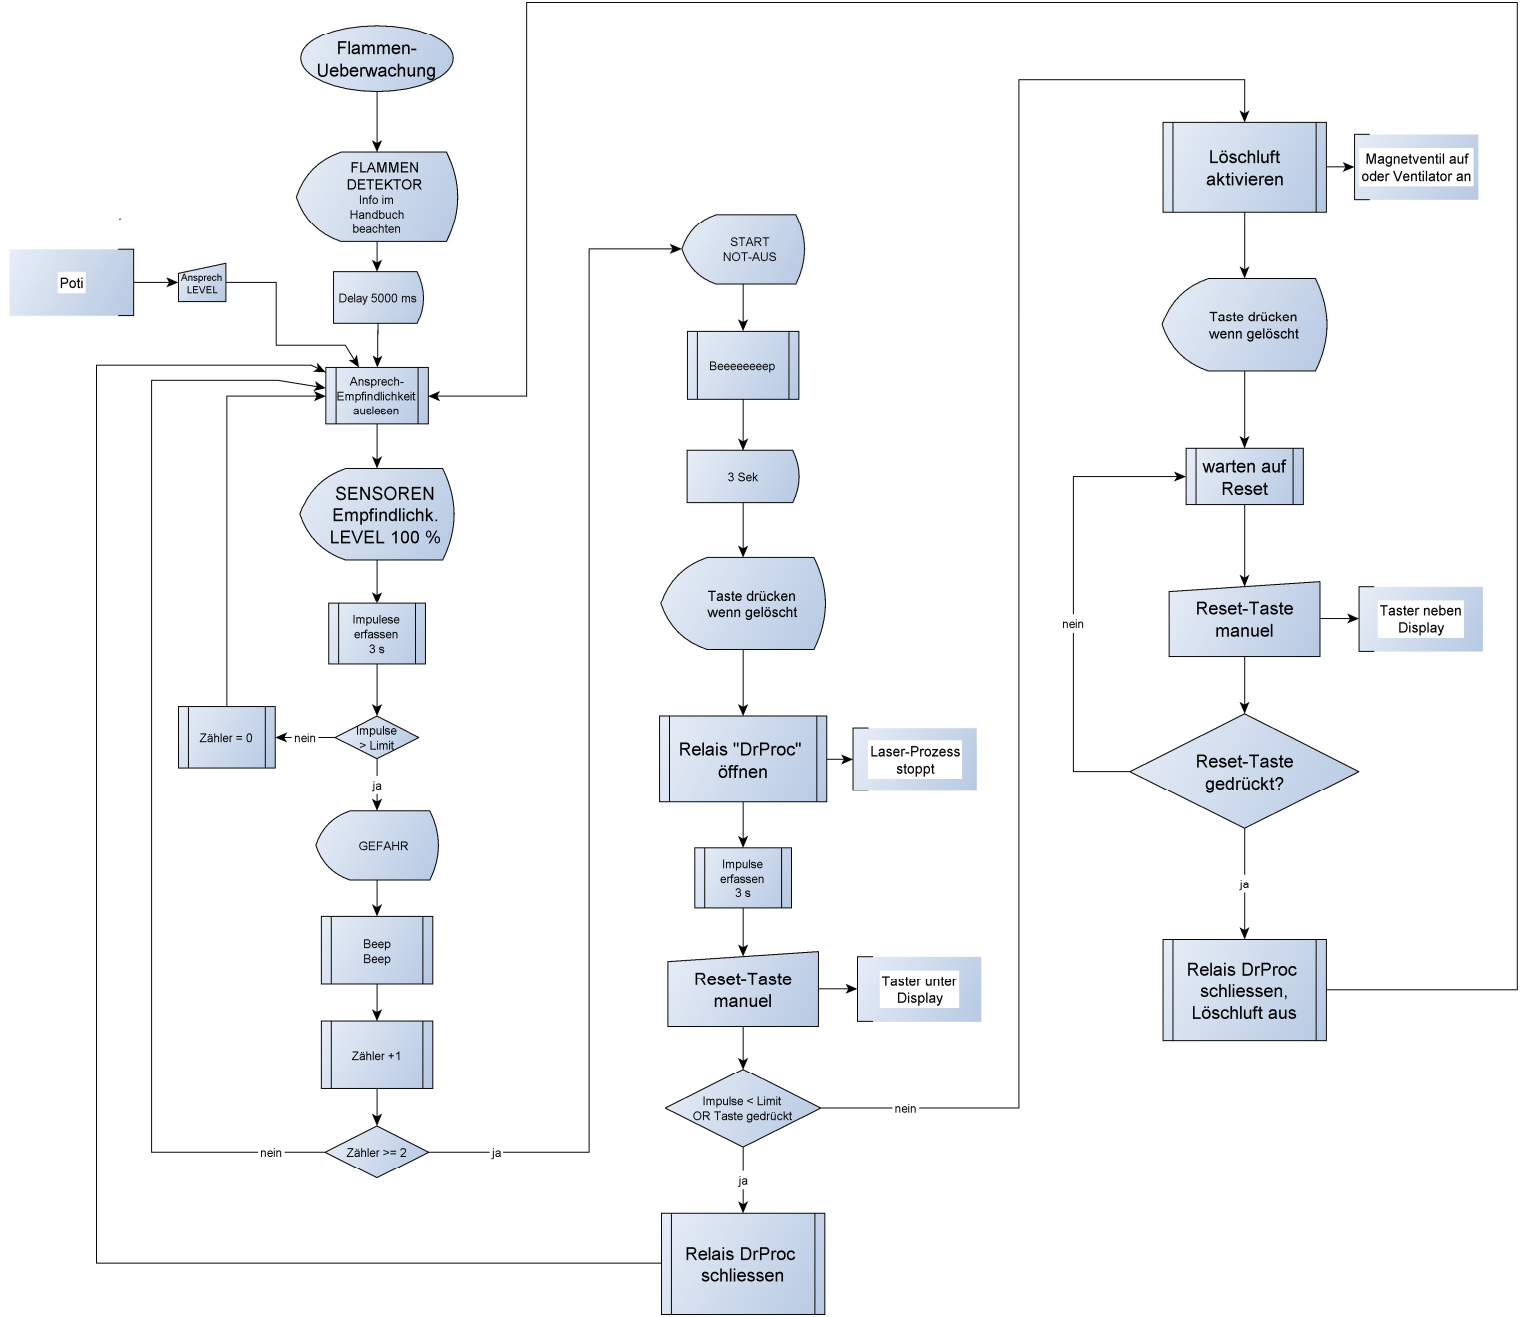 Flammen-
Ueberwachung
FLAMMEN
DETEKTOR
Info im
Handbuch
beachten
Poti
Ansprech
LEVEL
Delay 5000 ms
Ansprech-
Empfindlichkeit
auslesen
SENSOREN
Empfindlichk.
LEVEL 100 %
Impulese
erfassen
3 s
Zähler = 0
nein
Impulse
> Limit
ja
GEFAHR
Beep
Beep
Zähler +1
nein
Zähler >= 2
ja
START
NOT-AUS
Beeeeeeeep
3 Sek
Taste drücken
wenn gelöscht
Relais "DrProc"
öffnen
Laser-Prozess
stoppt
Impulse
erfassen
3 s
Reset-Taste
manuel
Taster unter
Display
Impulse < Limit
OR Taste gedrückt
nein
ja
Relais DrProc
schliessen
Löschluft
aktivieren
Magnetventil auf
oder Ventilator an
Taste drücken
wenn gelöscht
warten auf
Reset
Reset-Taste
manuel
Taster neben
Display
nein
Reset-Taste
gedrückt?
ja
Relais DrProc
schliessen,
Löschluft aus